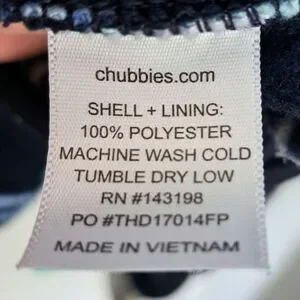 chubbies.com
SHELL + LINING:
100% POLYESTER
MACHINE WASH COLD
TUMBLE DRY LOW
RN #143198
PO #THD17014FP
MADE IN VIETNAM